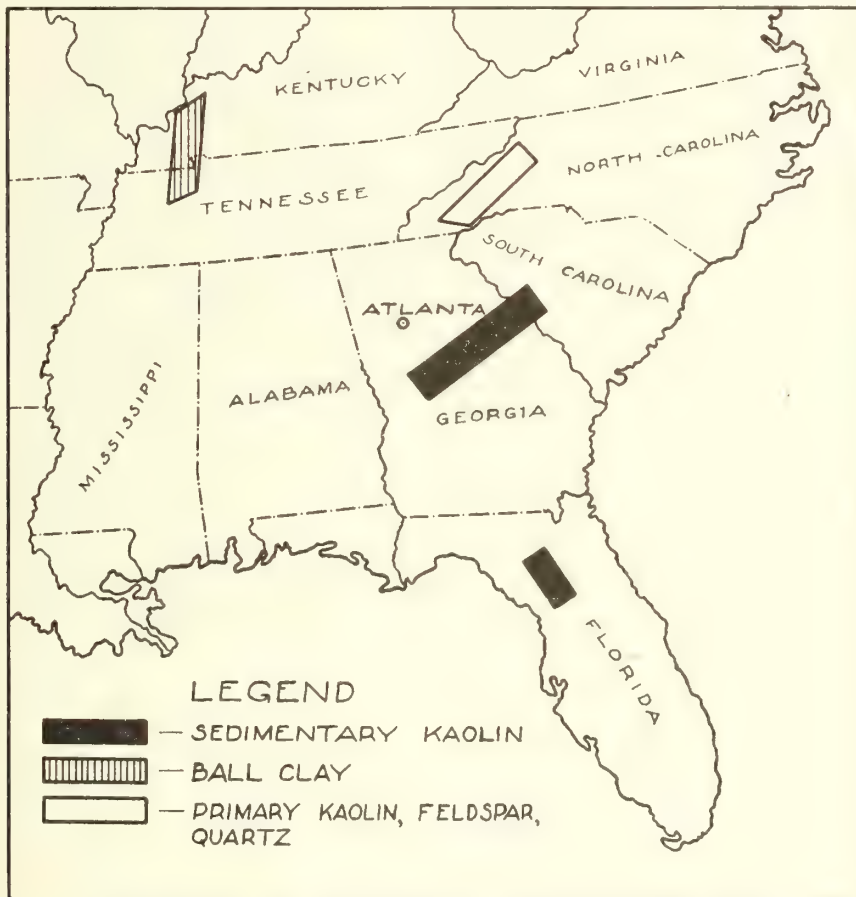 KENTUCKY
VIRGINIA
NORTH CAROLINA
TENNESSEE
SOUTH CAROLINA
ATLANTA
MISSISSIPPI
ALABAMA
GEORGIA
FLORIDA
LEGEND
— SEDIMENTARY KAOLIN
— BALL CLAY
— PRIMARY KAOLIN, FELDSPAR,
QUARTZ